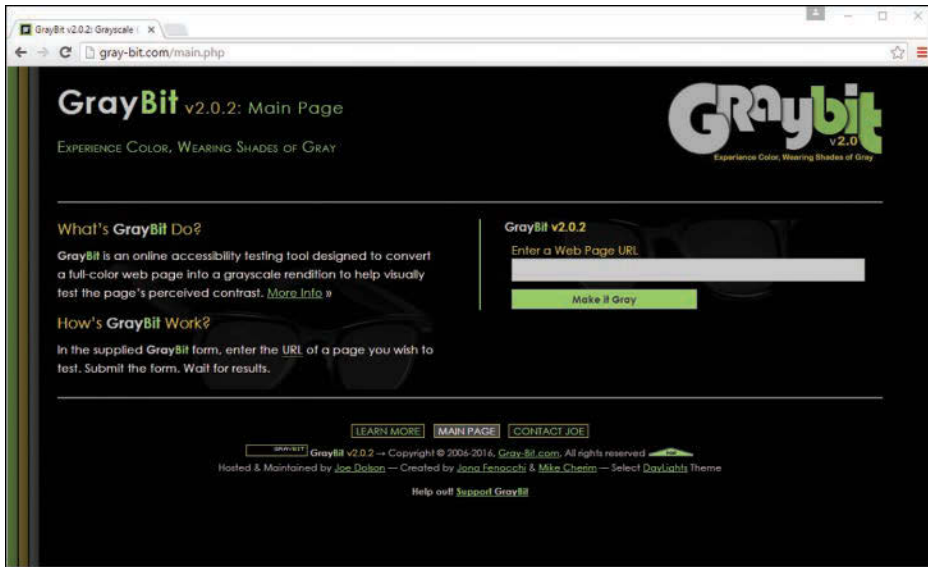 GrayBit v2.0.2: Grayscale
gray-bit.com/main.php
GrayBit v2.0.2: Main Page
Experience Color, Wearing Shades of Gray
Graybit
v2.0
Experience Color, Wearing Shades of Gray
What's GrayBit Do?
GrayBit is an online accessibility testing tool designed to convert
a full-color web page into a grayscale rendition to help visually
test the page's perceived contrast. More Info »
How's GrayBit Work?
In the supplied GrayBit form, enter the URL of a page you wish to
test. Submit the form. Wait for results.
GrayBit v2.0.2
Enter a Web Page URL
Make it Gray
LEARN MORE MAIN PAGE CONTACT JOE
GRAYBIT GrayBit v2.0.2 → Copyright © 2006-2016, Gray-Bit.com, All rights reserved TOP
Hosted & Maintained by Joe Dolson — Created by Jona Fenocchi & Mike Cherim — Select DayLights Theme
Help out! Support GrayBit